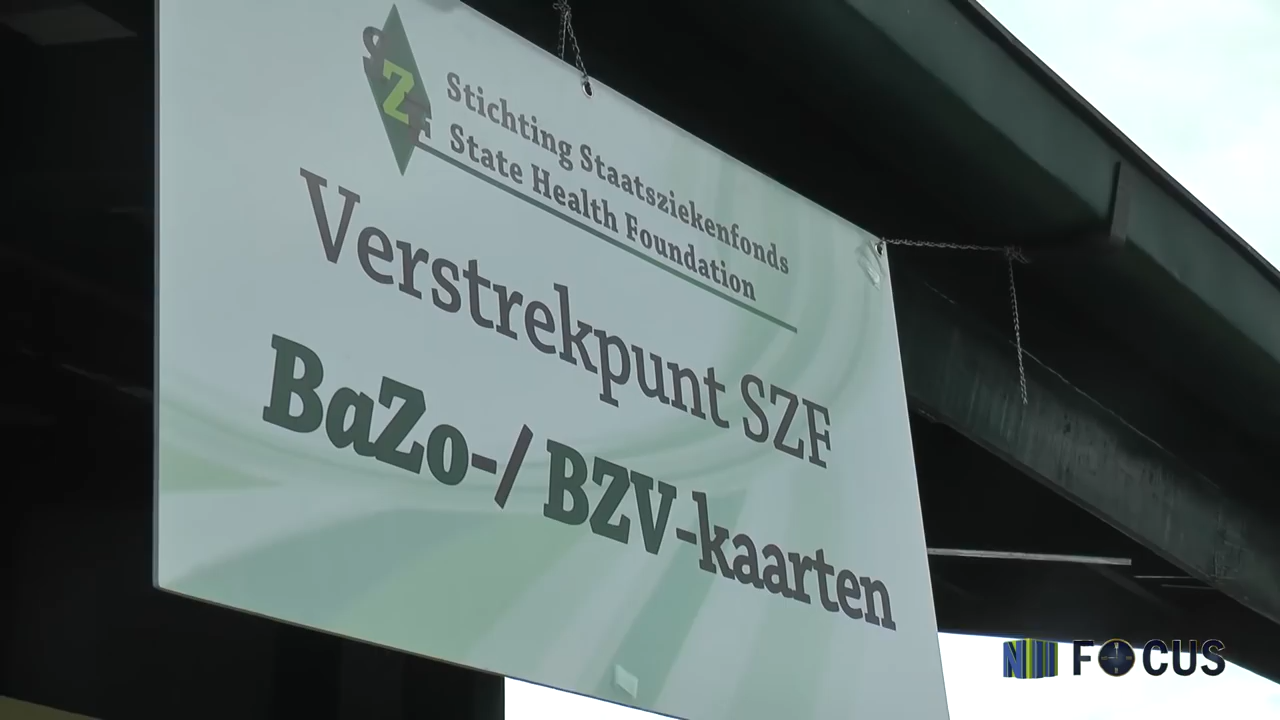 SZF
Stichting Staatsziekenfonds
State Health Foundation
Verstrekpunt SZF
BaZo-/ BZV-kaarten
N FOCUS